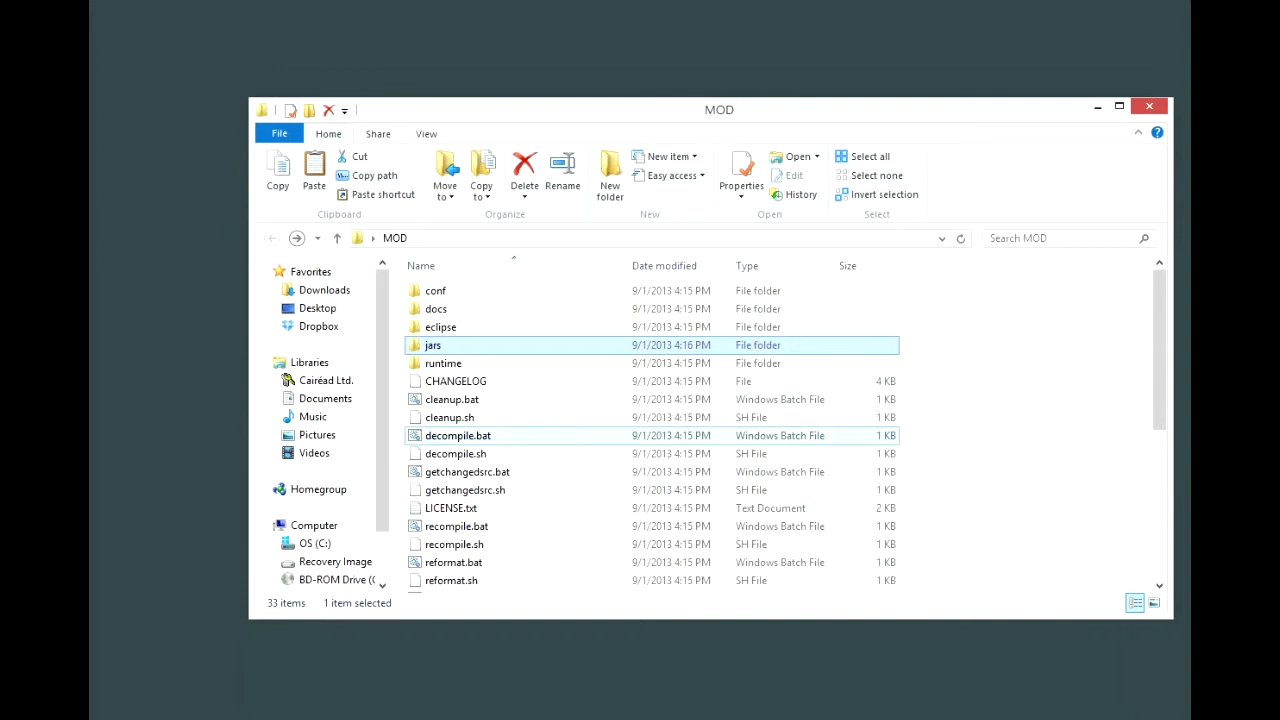 MOD
File Home Share View
Copy Paste Cut Copy path Paste shortcut Move to Copy to Delete Rename New folder New item Easy access Properties Open Edit History Select all Select none Invert selection
Clipboard Organize New Open Select
MOD Search MOD
Name Date modified Type Size
Favorites
Downloads
Desktop
Dropbox
Libraries
Cairéad Ltd.
Documents
Music
Pictures
Videos
Homegroup
Computer
OS (C:)
Recovery Image
BD-ROM Drive (
conf 9/1/2013 4:15 PM File folder
docs 9/1/2013 4:15 PM File folder
eclipse 9/1/2013 4:15 PM File folder
jars 9/1/2013 4:16 PM File folder
runtime 9/1/2013 4:15 PM File folder
CHANGELOG 9/1/2013 4:15 PM File 4 KB
cleanup.bat 9/1/2013 4:15 PM Windows Batch File 1 KB
cleanup.sh 9/1/2013 4:15 PM SH File 1 KB
decompile.bat 9/1/2013 4:15 PM Windows Batch File 1 KB
decompile.sh 9/1/2013 4:15 PM SH File 1 KB
getchangedsrc.bat 9/1/2013 4:15 PM Windows Batch File 1 KB
getchangedsrc.sh 9/1/2013 4:15 PM SH File 1 KB
LICENSE.txt 9/1/2013 4:15 PM Text Document 2 KB
recompile.bat 9/1/2013 4:15 PM Windows Batch File 1 KB
recompile.sh 9/1/2013 4:15 PM SH File 1 KB
reformat.bat 9/1/2013 4:15 PM Windows Batch File 1 KB
reformat.sh 9/1/2013 4:15 PM SH File 1 KB
33 items 1 item selected